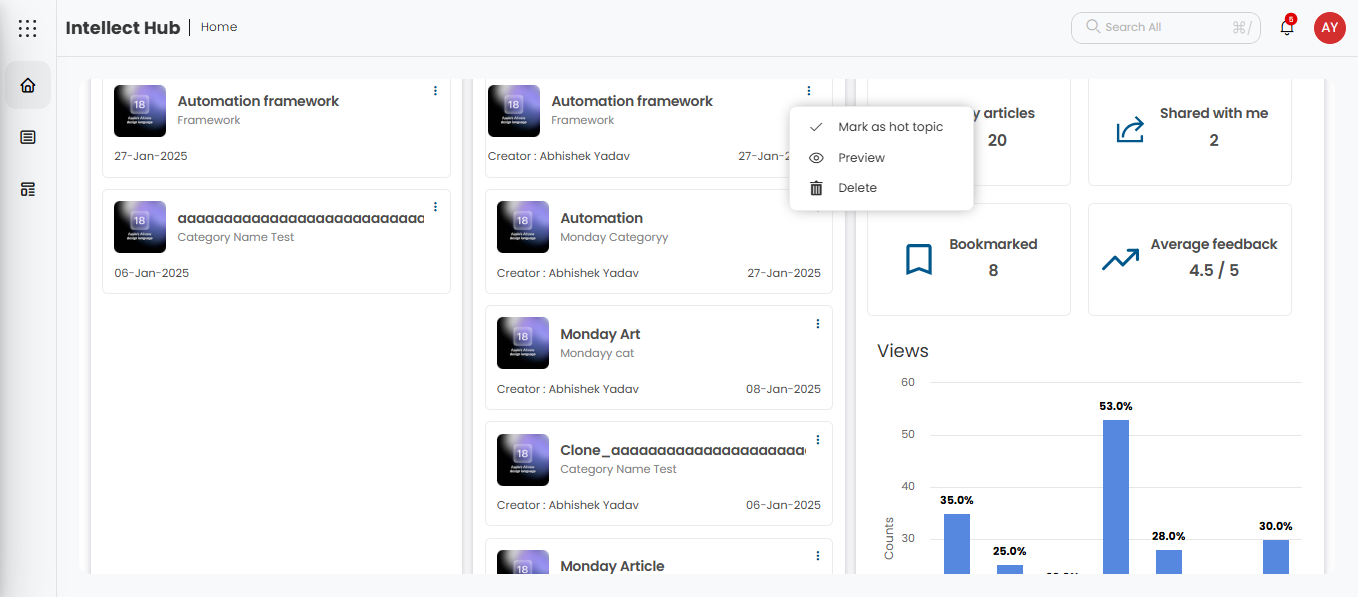 Intellect Hub
Home
Search All
⌘/
5
AY
18
Automation framework
Framework
27-Jan-2025
18
aaaaaaaaaaaaaaaaaaaaaaaaaaa
Category Name Test
06-Jan-2025
18
Automation framework
Framework
Creator : Abhishek Yadav
27-Jan-2
Mark as hot topic
Preview
Delete
18
Automation
Monday Categoryy
Creator : Abhishek Yadav
27-Jan-2025
18
Monday Art
Mondayy cat
Creator : Abhishek Yadav
08-Jan-2025
18
Clone_aaaaaaaaaaaaaaaaaaaaa
Category Name Test
Creator : Abhishek Yadav
06-Jan-2025
18
Monday Article
y articles
20
Shared with me
2
Bookmarked
8
Average feedback
4.5 / 5
Views
60
50
40
30
Counts
35.0%
25.0%
53.0%
28.0%
30.0%